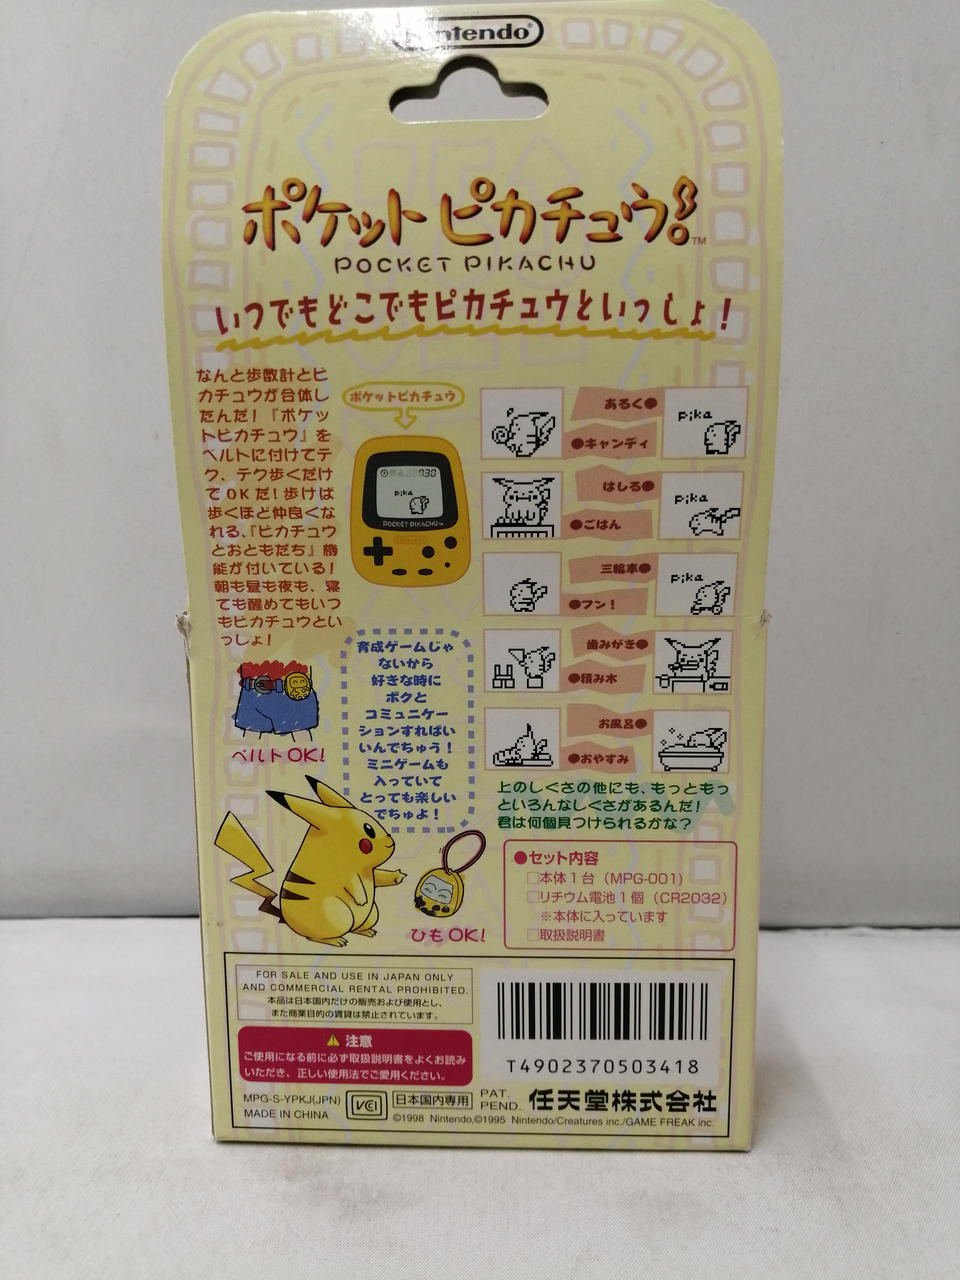 Nintendo
ポケットピカチュウ!
TM
POCKET PIKACHU
いつでもどこでもピカチュウといっしょ!
なんと歩数計とピ
カチュウが合体し
たんだ!『ポケッ
トピカチュウ』を
ベルトに付けてテ
ク、テク歩くだけ
でOKだ!歩けば
歩くほど仲良くな
れる、『ピカチュウ
とおともだち』機
能が付いている!
朝も昼も夜も、寝
ても醒めてもいつ
もピカチュウとい
っしょ!
ポケットピカチュウ
pika
POCKET PIKACHU
Nintendo
あるく●
●キャンディ
pika
はしる●
●ごはん
pika
三輪車●
●フン!
pika
歯みがき●
●積み木
お風呂●
●おやすみ
ベルトOK!
育成ゲームじゃ
ないから
好きな時に
ボクと
コミュニケー
ションすればい
いんでちゅう!
ミニゲームも
入っていて
とっても楽しい
でちゅよ!
上のしぐさの他にも、もっともっ
といろんなしぐさがあるんだ!
君は何個見つけられるかな?
ひもOK!
●セット内容
□本体1台(MPG-001)
□リチウム電池1個(CR2032)
※本体に入っています
□取扱説明書
FOR SALE AND USE IN JAPAN ONLY
AND COMMERCIAL RENTAL PROHIBITED.
本品は日本国内だけの販売および使用とし、
また商業目的の賃貸は禁止されています。
⚠注意
ご使用になる前に必ず取扱説明書をよくお読み
いただき、正しい使用法でご愛用ください。
T4902370503418
MPG-S-YPKJ(JPN)
MADE IN CHINA
VCI
日本国内専用
PAT.
PEND.
任天堂株式会社
©1998 Nintendo,©1995 Nintendo/Creatures inc./GAME FREAK inc.